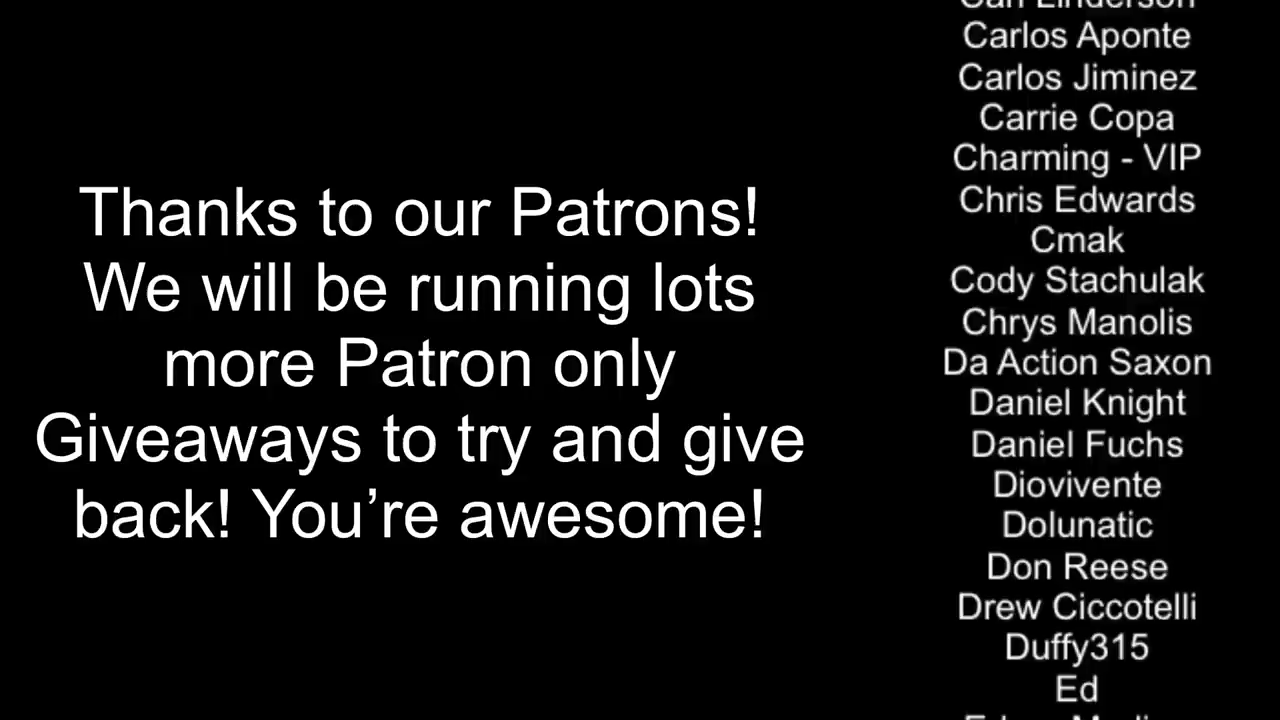 Thanks to our Patrons!
We will be running lots
more Patron only
Giveaways to try and give
back! You’re awesome!
Carlos Aponte
Carlos Jiminez
Carrie Copa
Charming - VIP
Chris Edwards
Cmak
Cody Stachulak
Chrys Manolis
Da Action Saxon
Daniel Knight
Daniel Fuchs
Diovivente
Dolunatic
Don Reese
Drew Ciccotelli
Duffy315
Ed